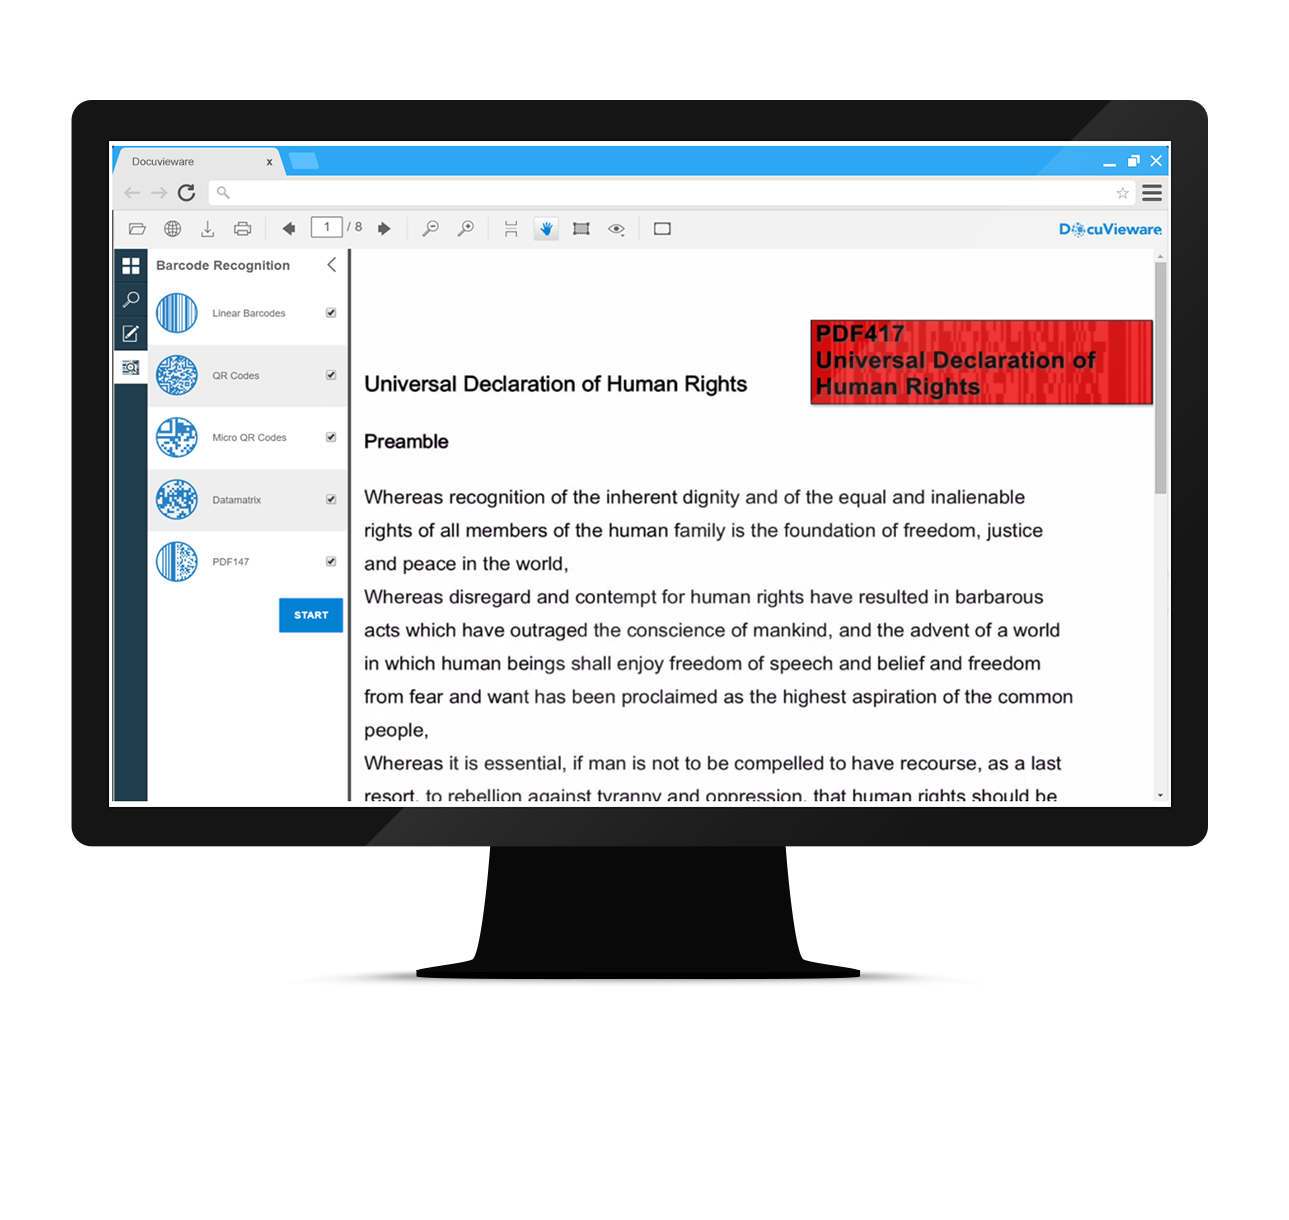 Docuvieware x
1 / 8
DocuVieware
Barcode Recognition
Linear Barcodes
QR Codes
Micro QR Codes
Datamatrix
PDF147
START
PDF417
Universal Declaration of
Human Rights
Universal Declaration of Human Rights
Preamble
Whereas recognition of the inherent dignity and of the equal and inalienable
rights of all members of the human family is the foundation of freedom, justice
and peace in the world,
Whereas disregard and contempt for human rights have resulted in barbarous
acts which have outraged the conscience of mankind, and the advent of a world
in which human beings shall enjoy freedom of speech and belief and freedom
from fear and want has been proclaimed as the highest aspiration of the common
people,
Whereas it is essential, if man is not to be compelled to have recourse, as a last
resort, to rebellion against tyranny and oppression, that human rights should be